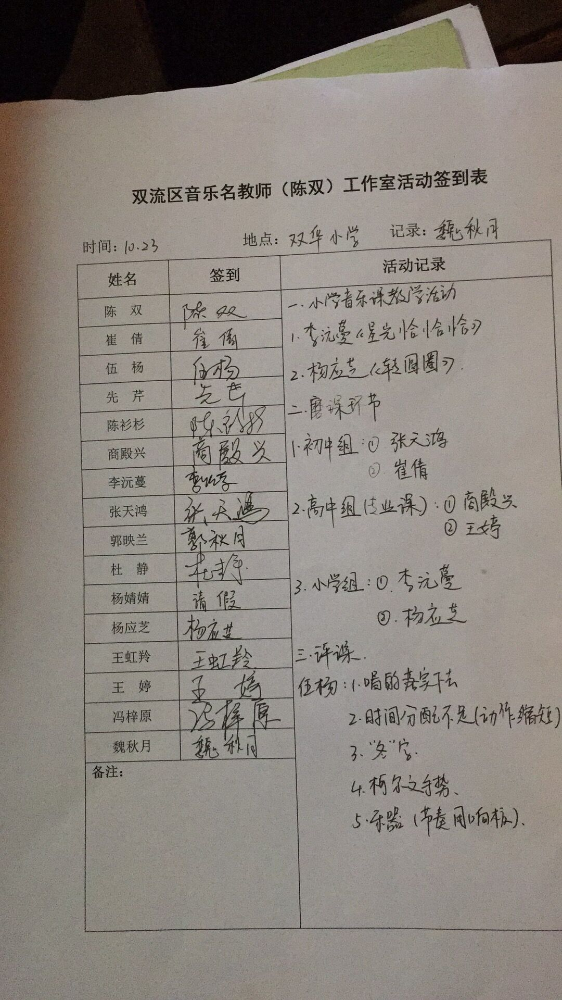 双流区音乐名教师（陈双）工作室活动签到表
时间：10.23 地点：双华小学 记录：魏秋月
姓名 签到 活动记录
陈 双 陈双
崔 倩 崔倩
伍 杨 伍杨
先 芹 先芹
陈衫杉 陈衫杉
商殿兴 商殿兴
李沅蔓
张天鸿 张天鸿
郭映兰 郭秋月
杜 静 杜静
杨婧婧 请假
杨应芝 杨应芝
王虹羚 王虹羚
王 婷 王婷
冯梓原 冯梓原
魏秋月 魏秋月
备注：
一.小学音乐课教学活动
1.李沅蔓《星光恰恰恰》
2.杨应芝《转圆圈》.
二.磨课环节
1.初中组：① 张天鸿
② 崔倩
2.高中组（专业课）：① 商殿兴
② 王婷
3.小学组：①.李沅蔓
②.杨应芝
三.评课.
伍杨：1.唱的落实下去
2.时间分配不足（动作缩短）
3."冬"字.
4.柯尔文手势、
5.乐器（节奏用响板）、